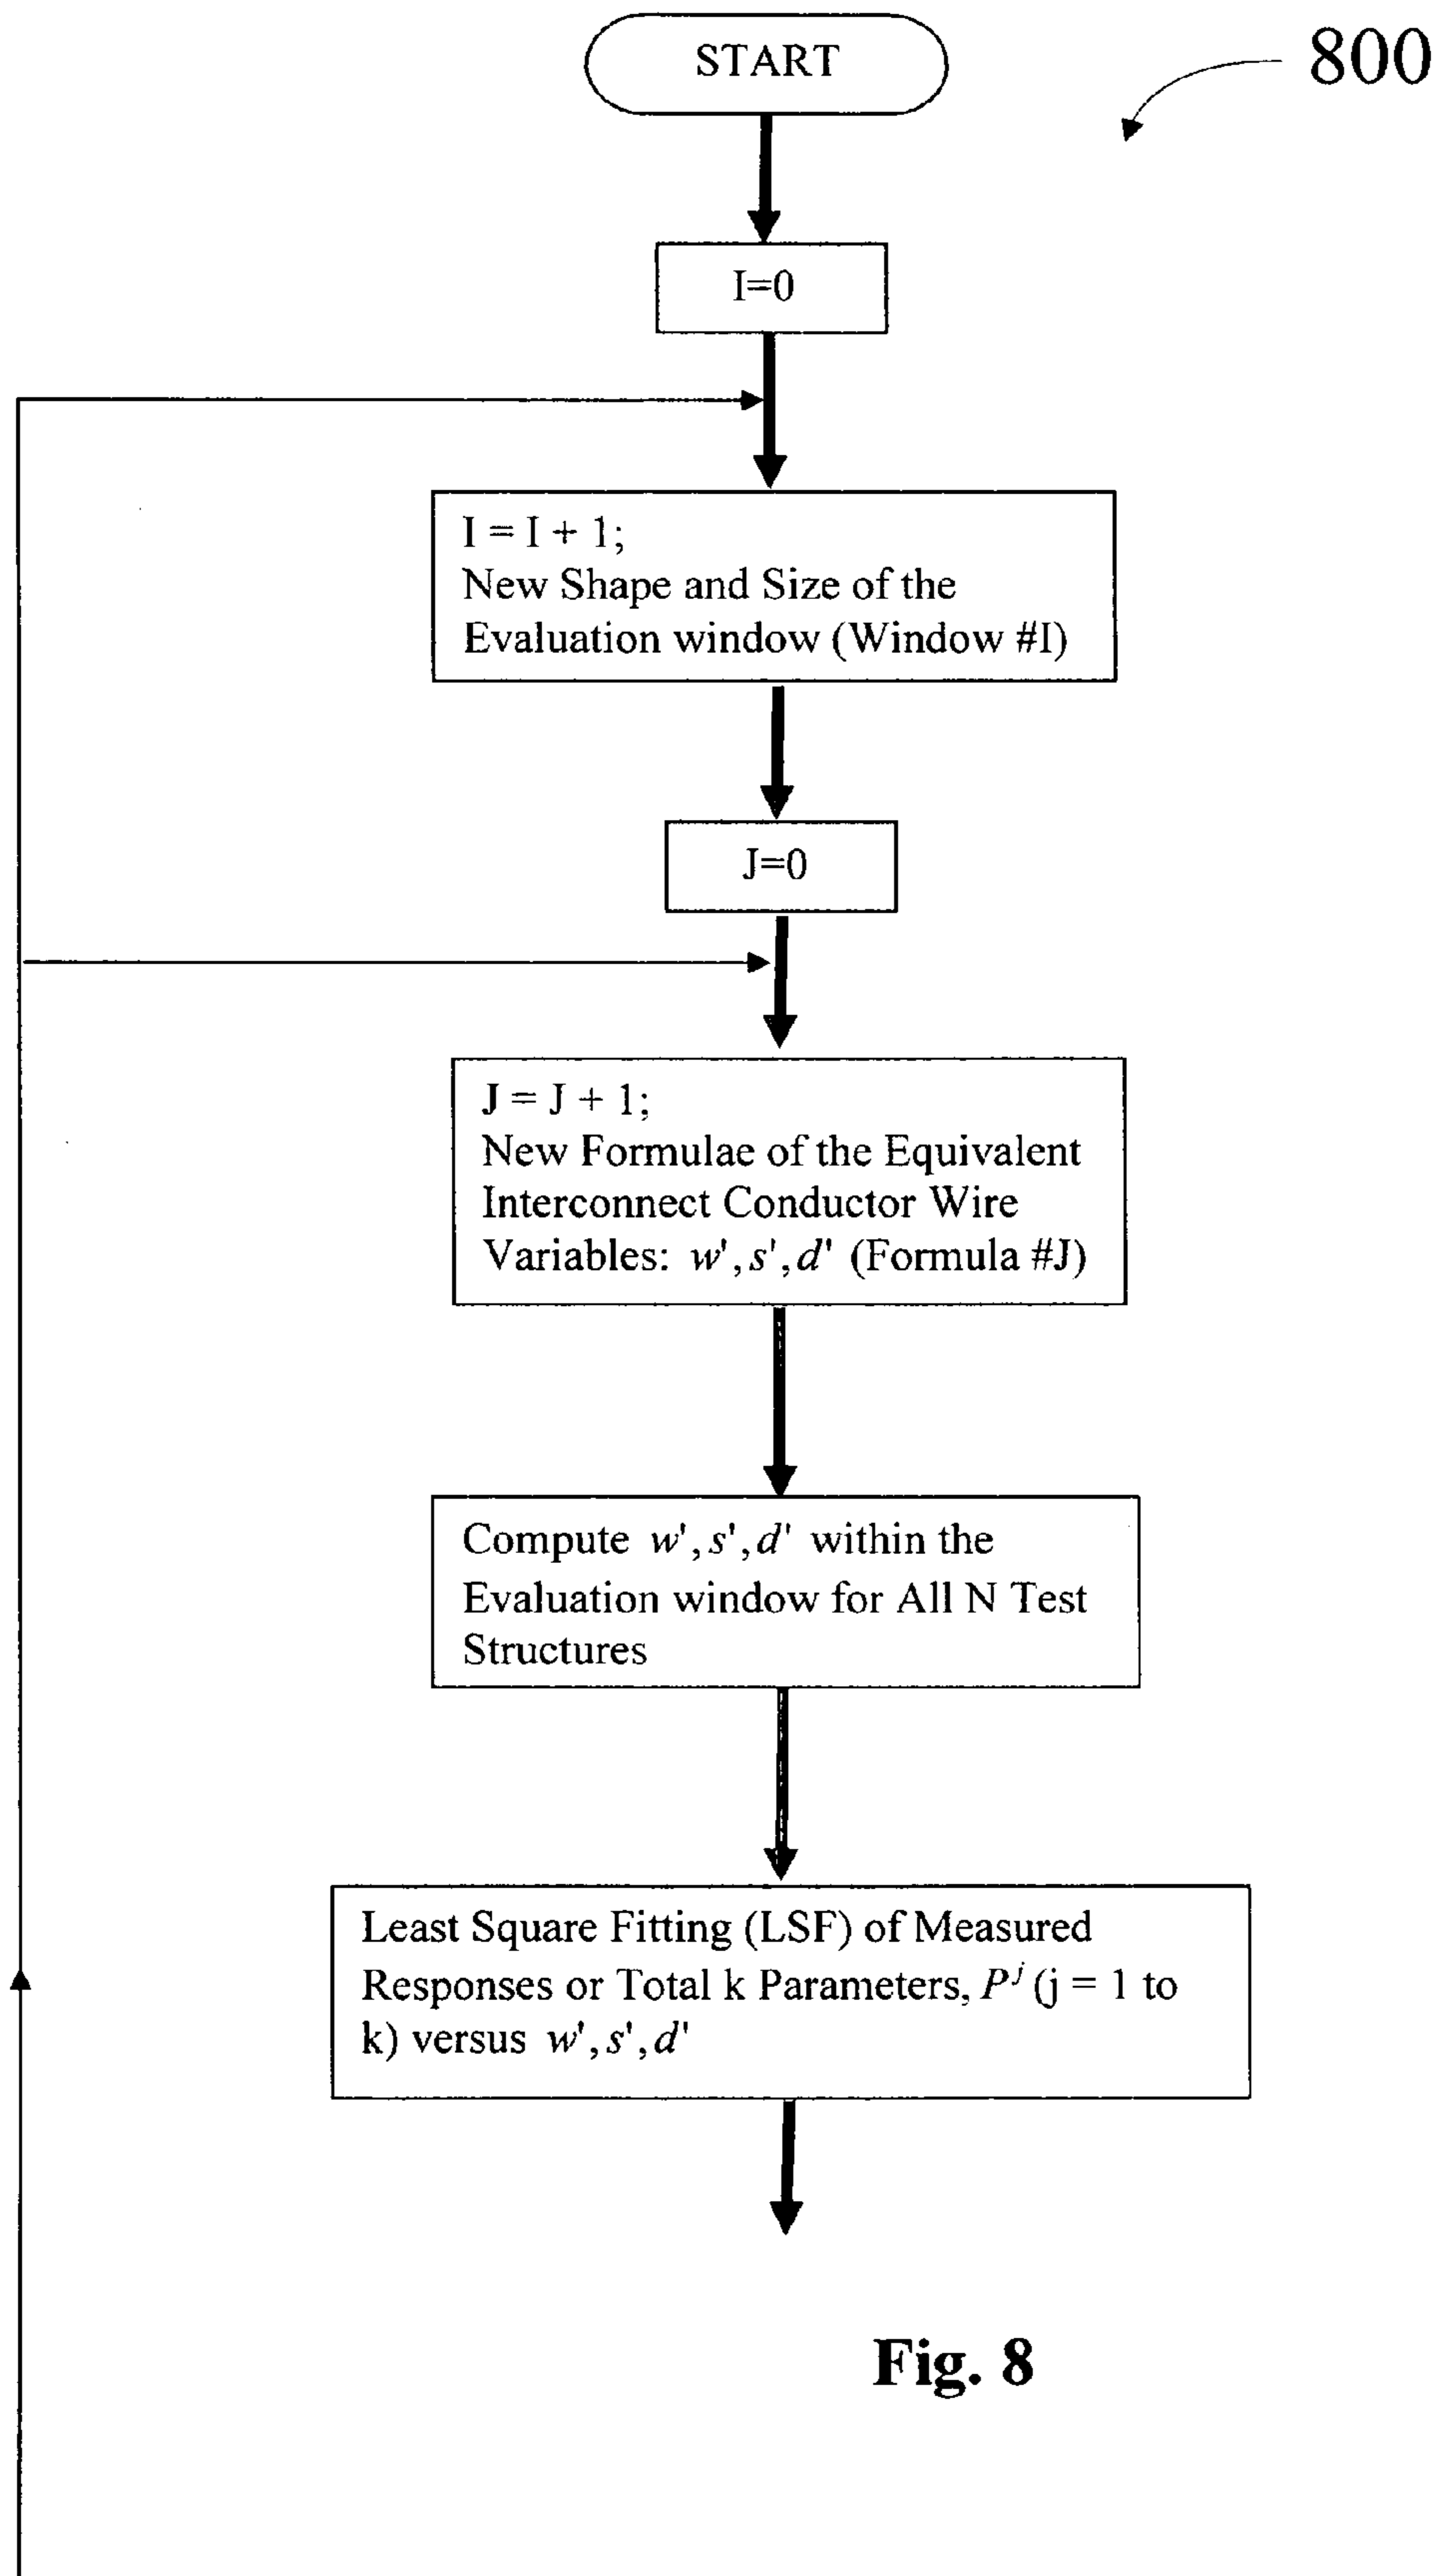 START
800
I=0
I = I + 1;
New Shape and Size of the
Evaluation window (Window #I)
J=0
J = J + 1;
New Formulae of the Equivalent
Interconnect Conductor Wire
Variables: w', s', d' (Formula #J)
Compute w', s', d' within the
Evaluation window for All N Test
Structures
Least Square Fitting (LSF) of Measured
Responses or Total k Parameters, P^j (j = 1 to
k) versus w', s', d'
Fig. 8